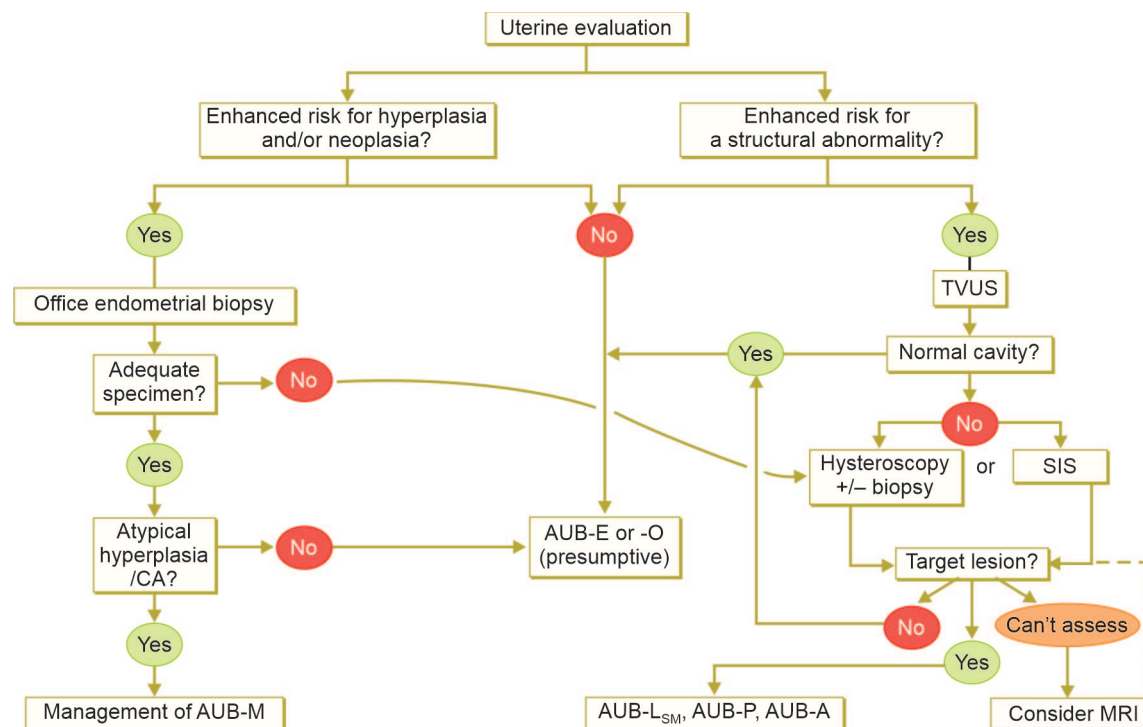 Uterine evaluation
Enhanced risk for hyperplasia
and/or neoplasia?
Enhanced risk for
a structural abnormality?
Yes
No
Yes
Office endometrial biopsy
TVUS
Adequate
specimen?
No
Yes
Normal cavity?
No
Yes
Hysteroscopy
+/– biopsy
or
SIS
Atypical
hyperplasia
/CA?
No
AUB-E or -O
(presumptive)
Target lesion?
No
Yes
Can't assess
Yes
Management of AUB-M
AUB-LSM, AUB-P, AUB-A
Consider MRI